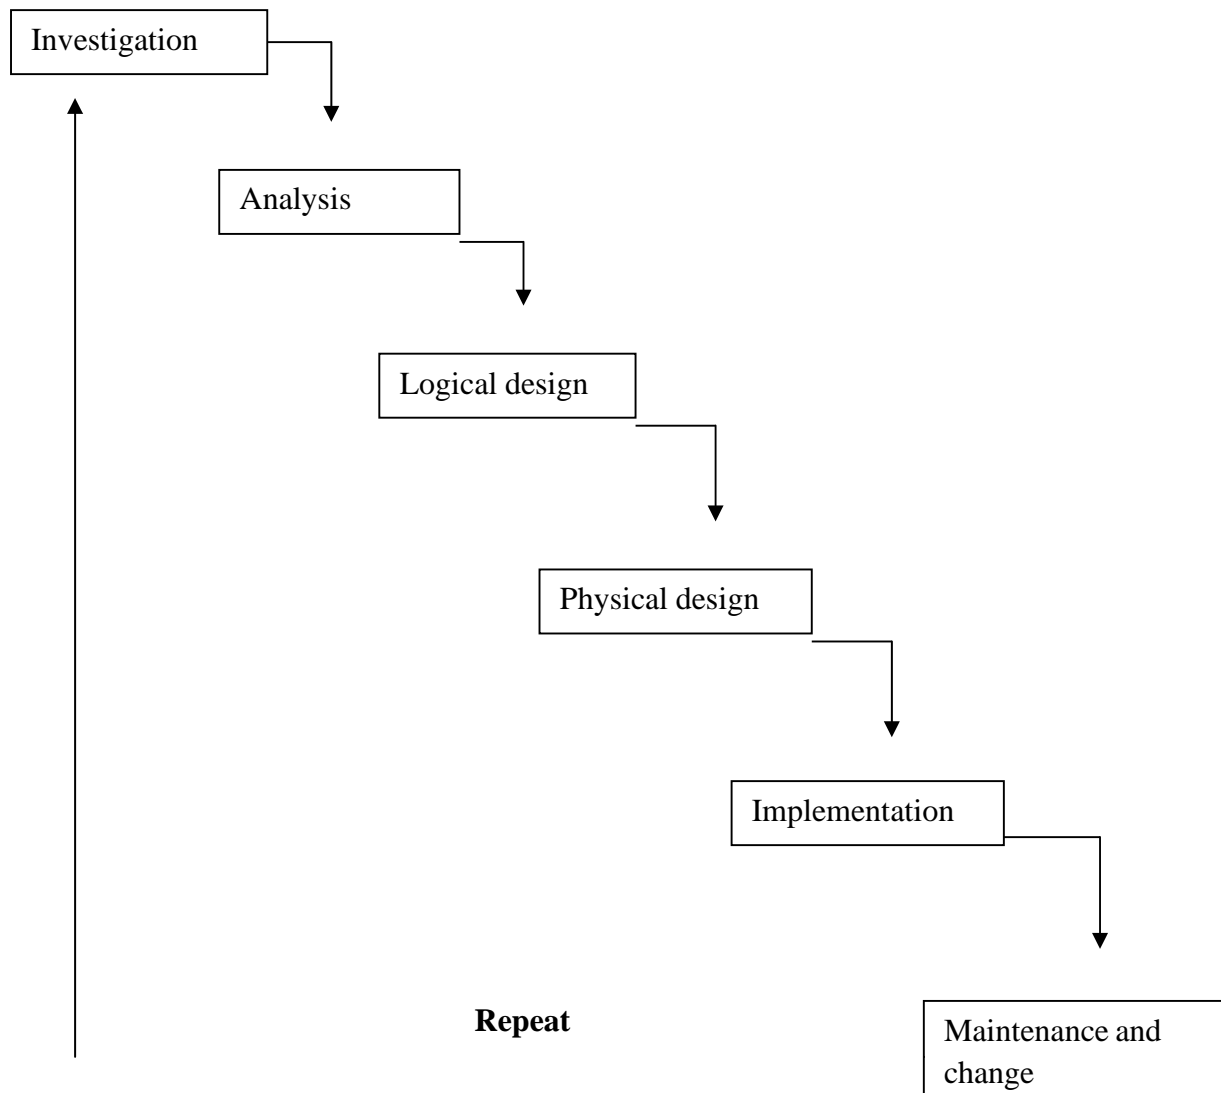 Investigation
Analysis
Logical design
Physical design
Implementation
Repeat
Maintenance and
change